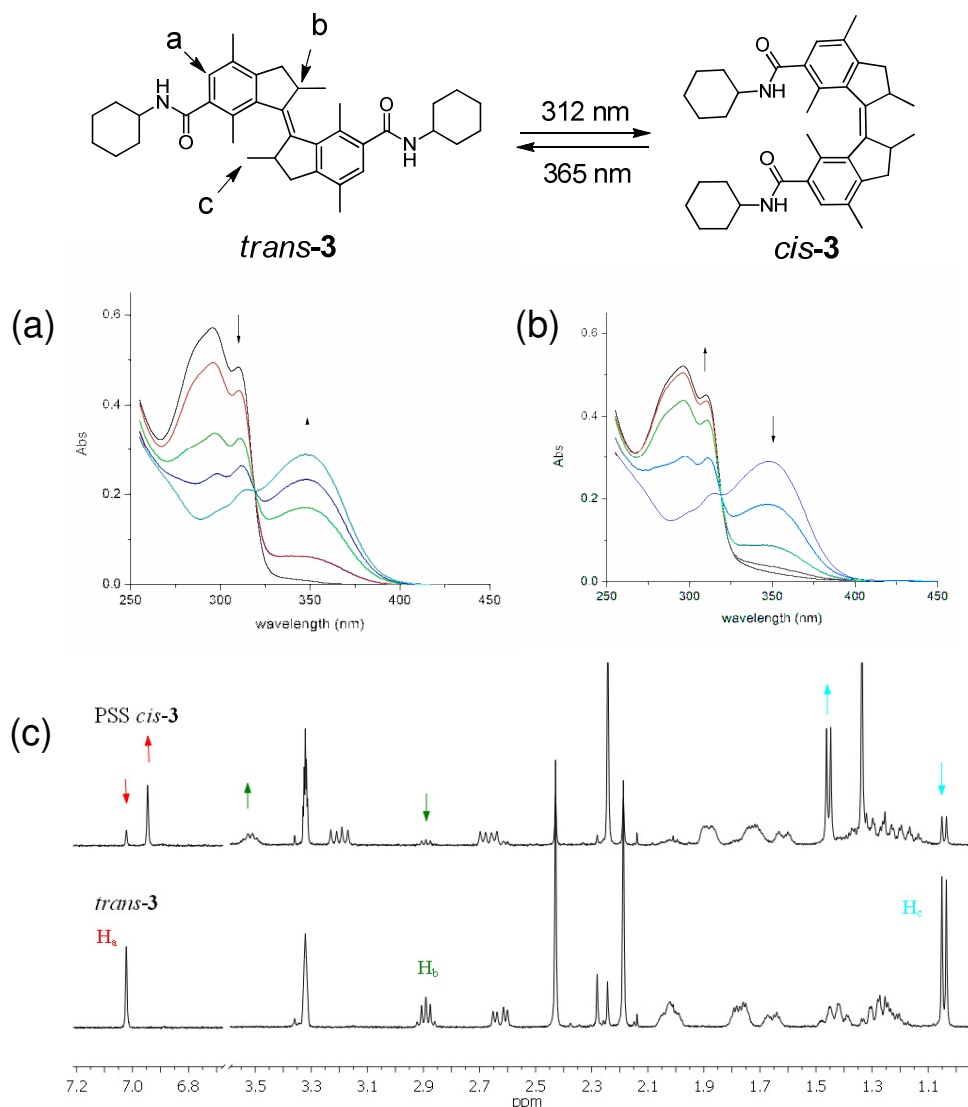 a
b
c
H
N
O
O
N
H
312 nm
365 nm
O
N
H
O
N
H
trans-3
cis-3
(a)
0.6
0.4
0.2
0.0
Abs
250 300 350 400 450
wavelength (nm)
(b)
0.6
0.4
0.2
0.0
Abs
250 300 350 400 450
wavelength (nm)
(c)
PSS cis-3
trans-3
Ha
Hb
Hc
7.2 7.0 6.8 3.5 3.3 3.1 2.9 2.7 2.5 2.3 2.1 1.9 1.7 1.5 1.3 1.1
ppm